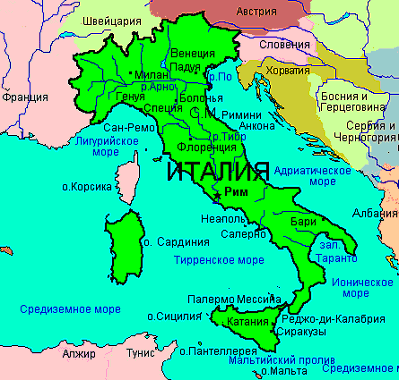 Австрия
Швейцария
Словения
Венеция
Падуя
Хорватия
Милан
р.По
р.Арно
Франция
г.Генуя
Болонья
Босния и
Герцеговина
Специя
С.М.
Римини
Сан-Ремо
Анкона
Сербия и
Черногория
р.Тибр
Лигурийское
море
Флоренция
ИТАЛИЯ
Адриатическое
море
о.Корсика
Рим
Албания
Неаполь
Бари
Салерно
о. Сардиния
зал.
Таранто
Тирренское море
Ионическое
море
Палермо
Мессина
Средиземное море
о.Сицилия
Реджо-ди-Калабрия
Катания
Сиракузы
Алжир
Тунис
о.Пантеллерея
Мальтийский пролив
о.Мальта
Средиземное